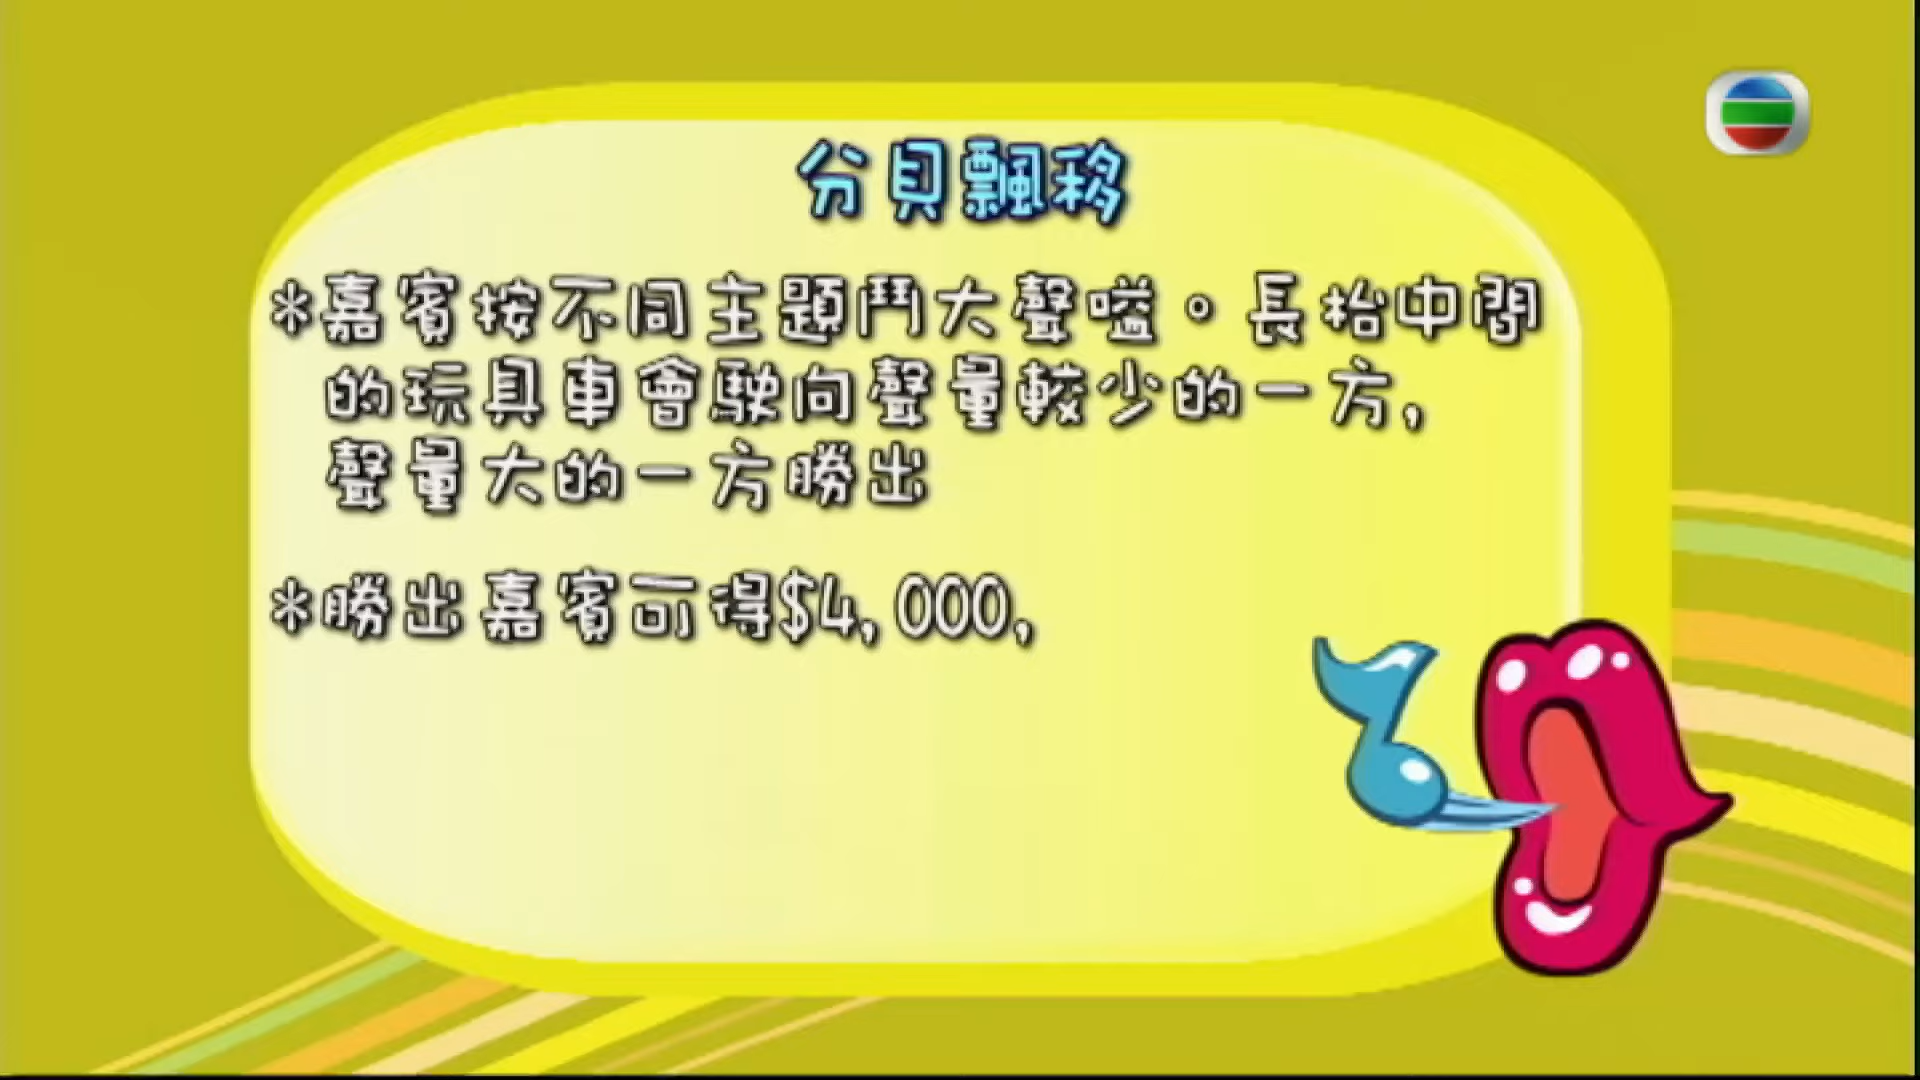 分貝飄移
*嘉賓按不同主題鬥大聲嗌。長枱中間
的玩具車會駛向聲量較少的一方,
聲量大的一方勝出
*勝出嘉賓可得$4,000,